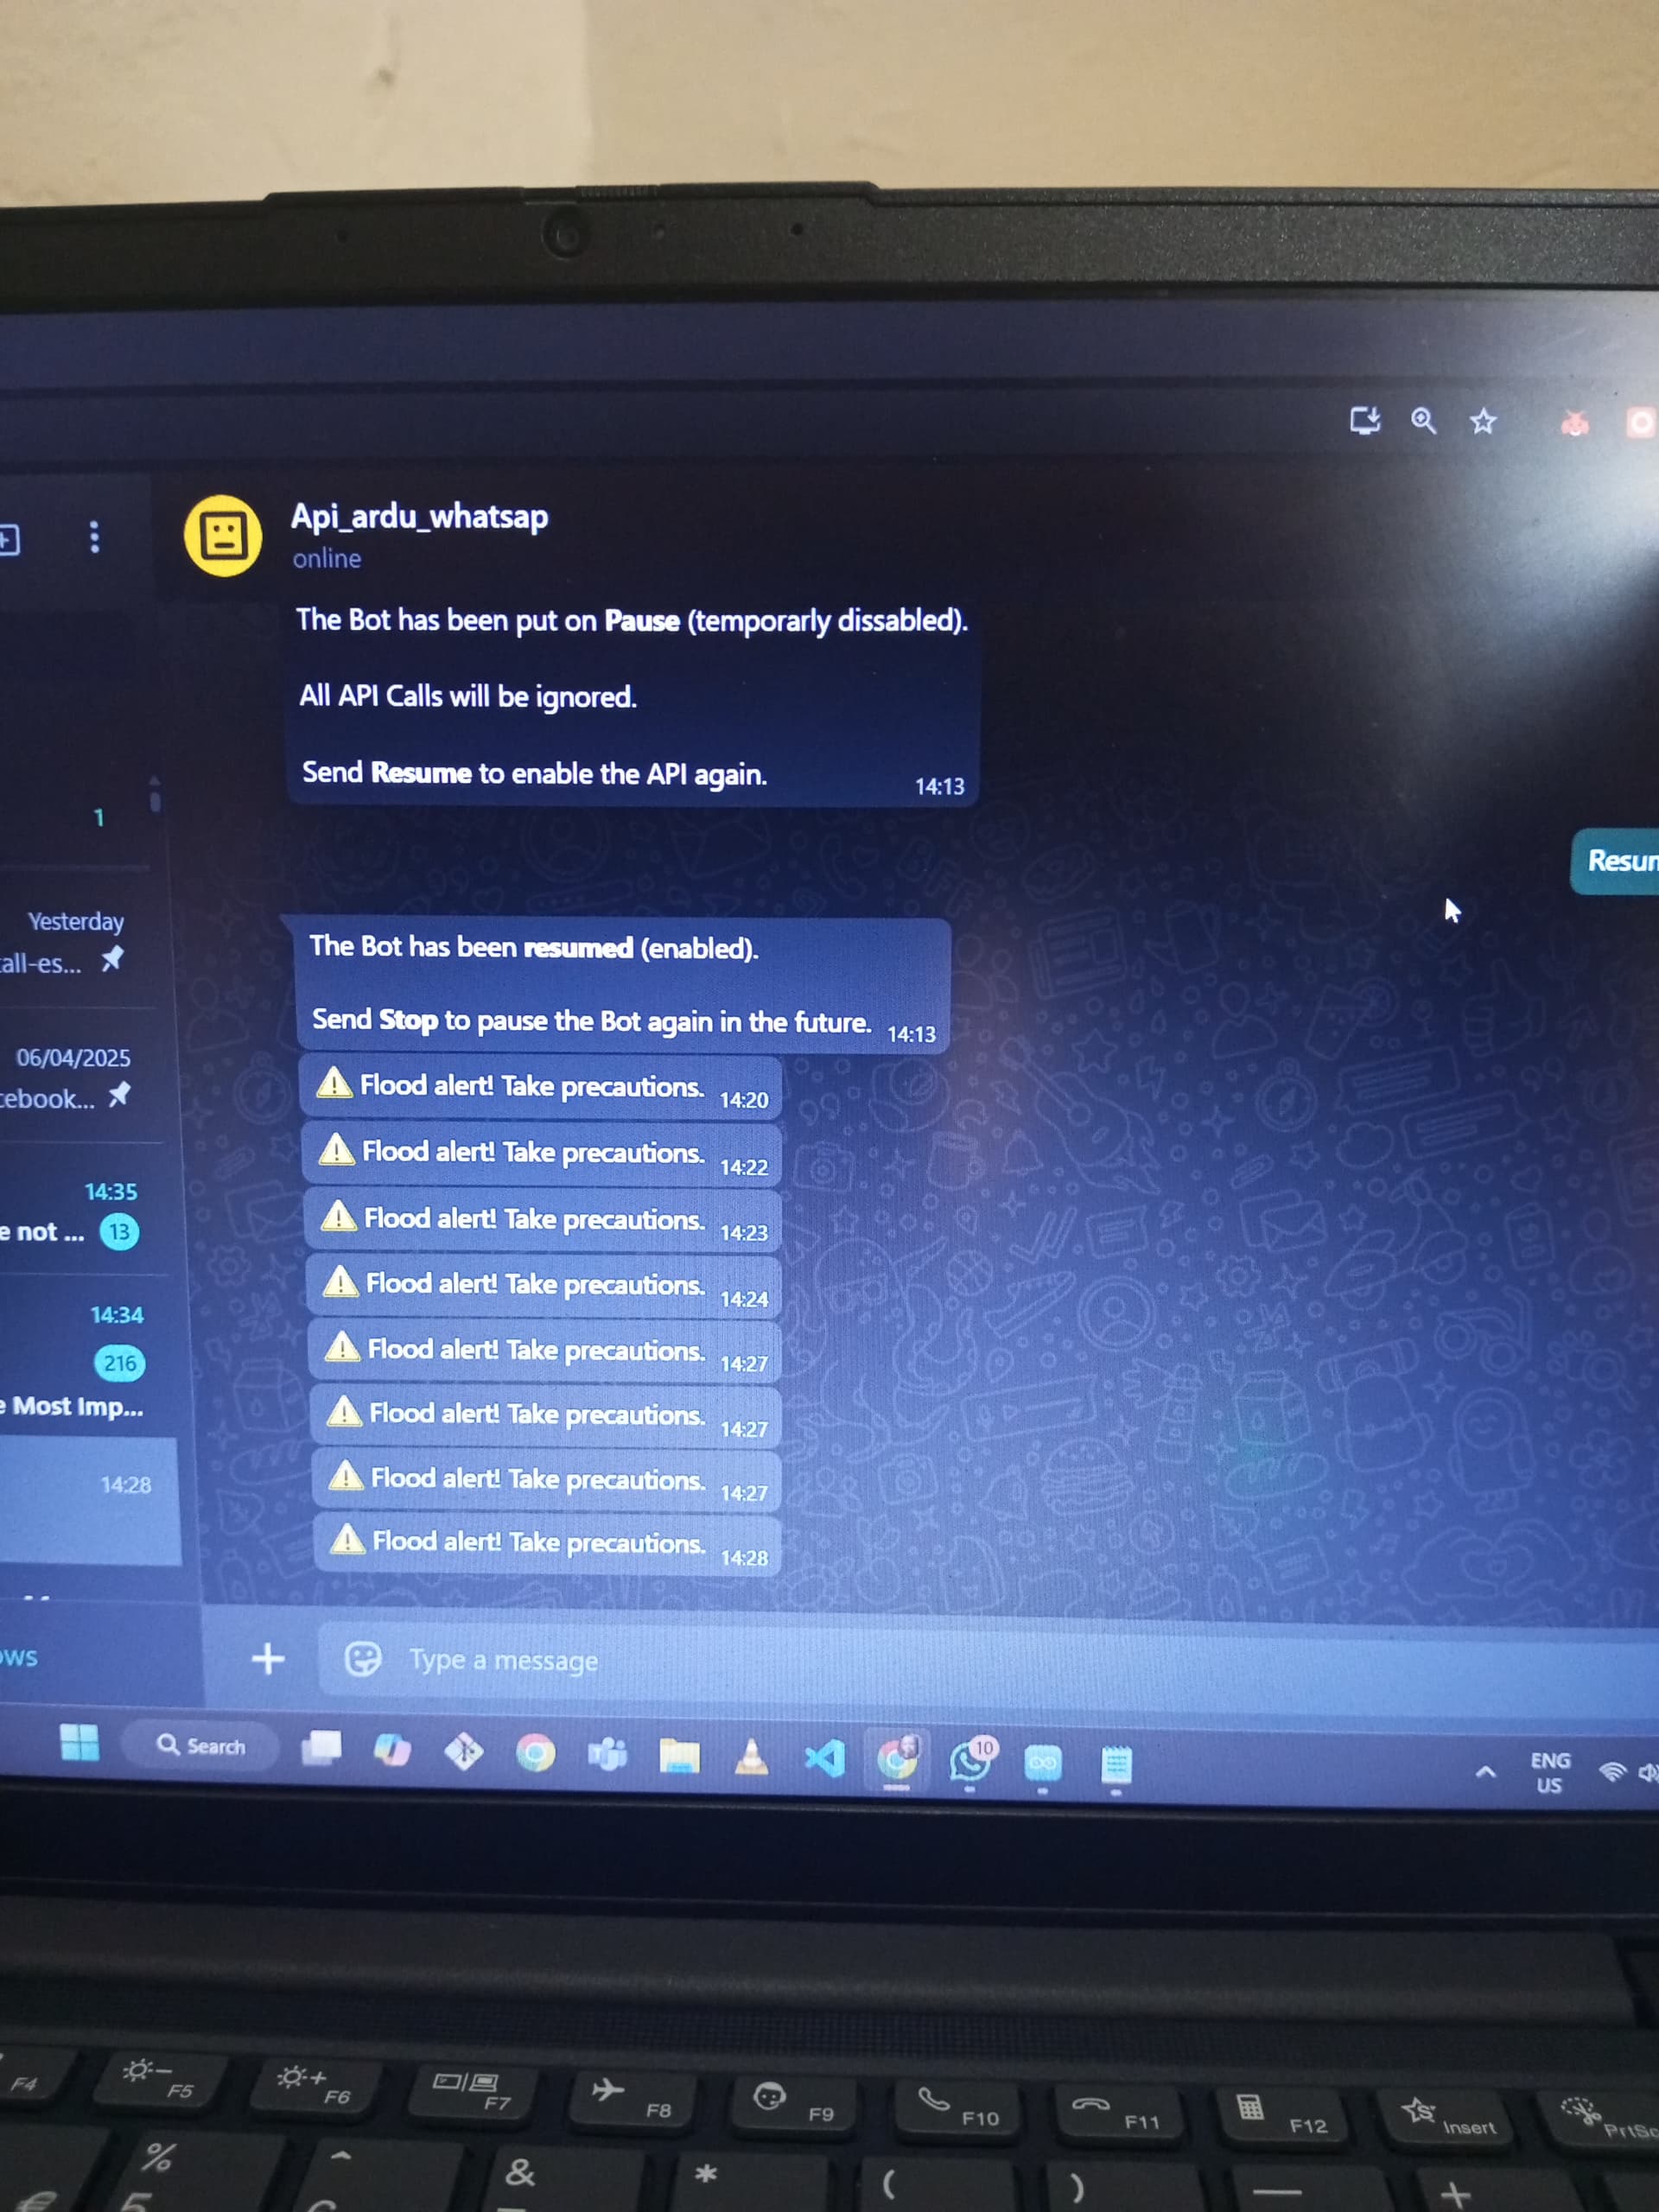 Api_ardu_whatsap
online
The Bot has been put on Pause (temporarly dissabled).
All API Calls will be ignored.
Send Resume to enable the API again.
14:13
1
Resum
Yesterday
all-es...
The Bot has been resumed (enabled).
Send Stop to pause the Bot again in the future. 14:13
06/04/2025
cebook...
⚠ Flood alert! Take precautions. 14:20
⚠ Flood alert! Take precautions. 14:22
14:35
e not ... 13
⚠ Flood alert! Take precautions. 14:23
⚠ Flood alert! Take precautions. 14:24
14:34
216
⚠ Flood alert! Take precautions. 14:27
e Most Imp...
⚠ Flood alert! Take precautions. 14:27
14:28
⚠ Flood alert! Take precautions. 14:27
⚠ Flood alert! Take precautions. 14:28
ows
Type a message
Search
10
ENG
US
F4
F5
F6
F7
F8
F9
F10
F11
F12
Insert
PrtSc
% & * ( ) — +
€ 5